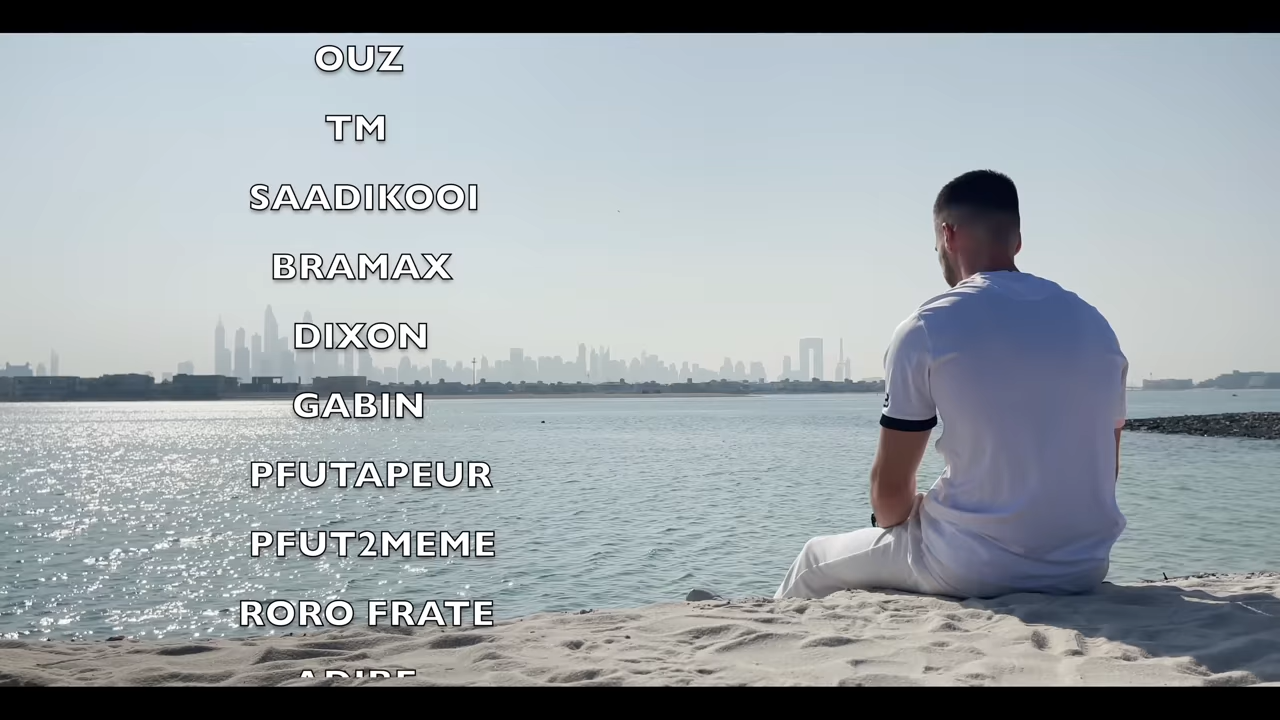 OUZ
TM
SAADIKOOI
BRAMAX
DIXON
GABIN
PFUTAPEUR
PFUT2MEME
RORO FRATE